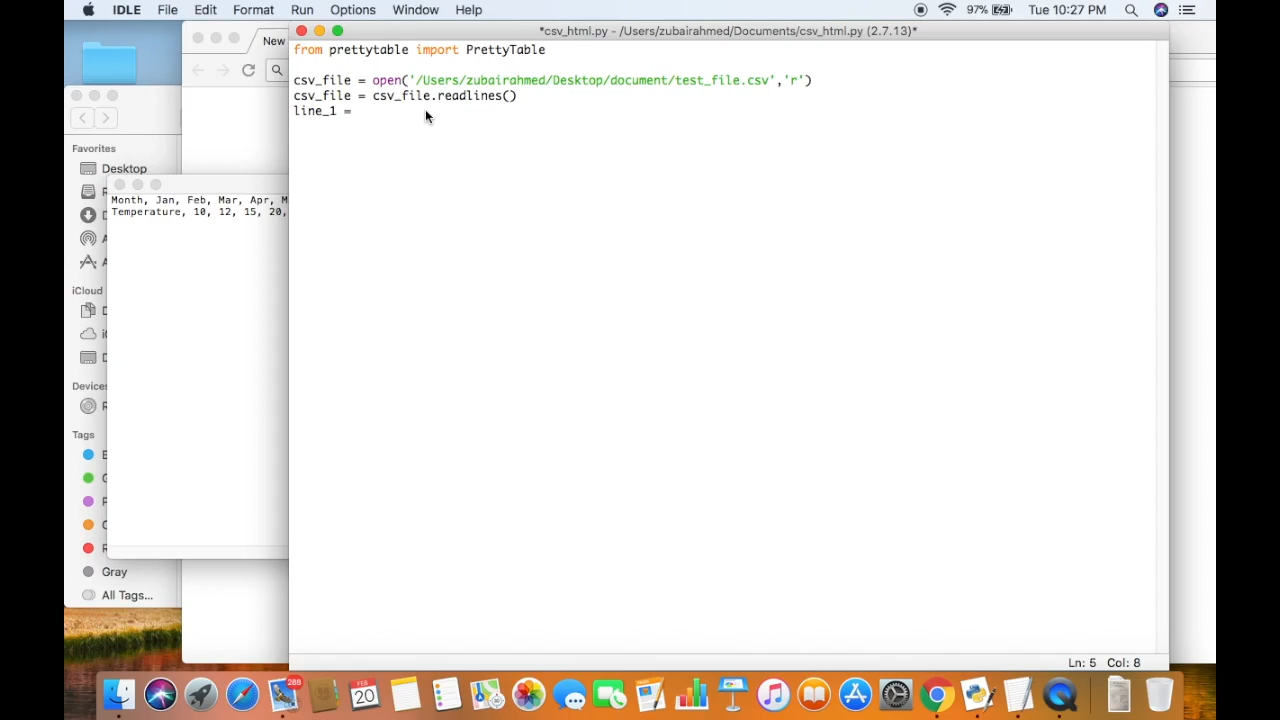 IDLE File Edit Format Run Options Window Help 97% Tue 10:27 PM
*csv_html.py - /Users/zubairahmed/Documents/csv_html.py (2.7.13)*
New
from prettytable import PrettyTable
csv_file = open('/Users/zubairahmed/Desktop/document/test_file.csv','r')
csv_file = csv_file.readlines()
line_1 =
Favorites
Desktop
Month, Jan, Feb, Mar, Apr, M
Temperature, 10, 12, 15, 20,
iCloud
Devices
Tags
Gray
All Tags...
Ln: 5 Col: 8
288
FEB
20